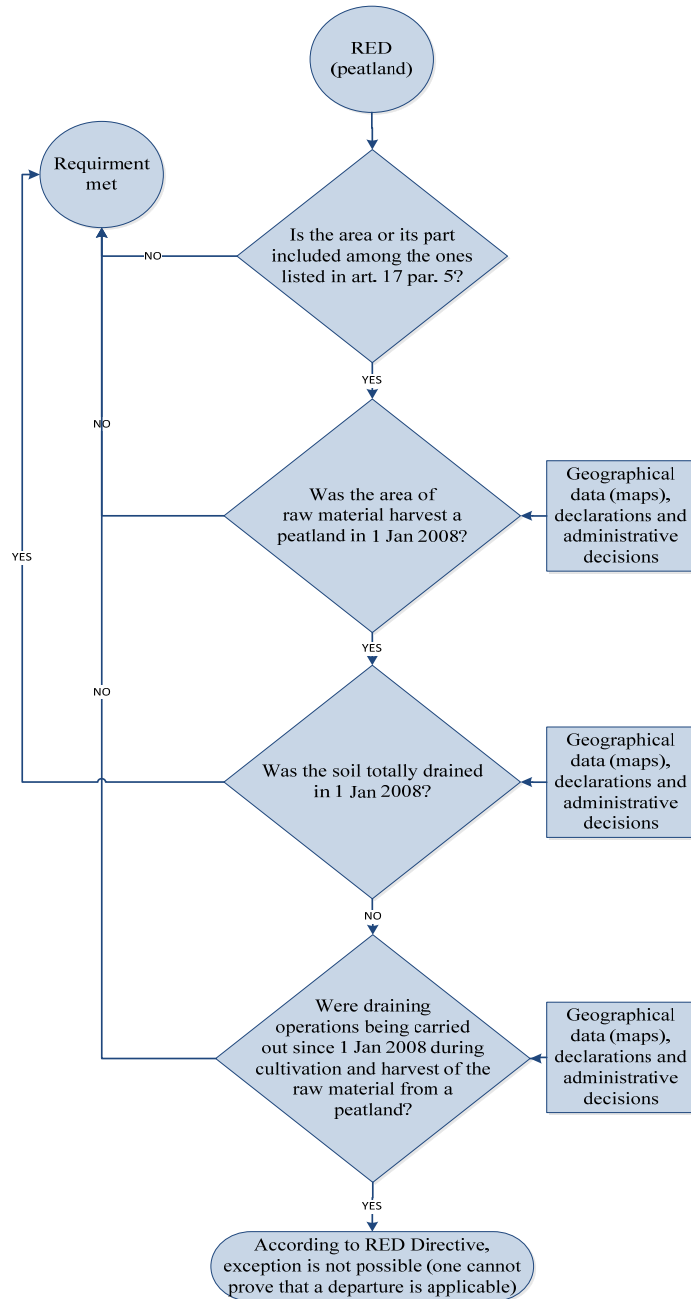 RED
(peatland)
Requirment
met
Is the area or its part
included among the ones
listed in art. 17 par. 5?
NO
YES
Was the area of
raw material harvest a
peatland in 1 Jan 2008?
Geographical
data (maps),
declarations and
administrative
decisions
NO
YES
YES
Was the soil totally drained
in 1 Jan 2008?
Geographical
data (maps),
declarations and
administrative
decisions
NO
NO
Were draining
operations being carried
out since 1 Jan 2008 during
cultivation and harvest of the
raw material from a
peatland?
Geographical
data (maps),
declarations and
administrative
decisions
YES
According to RED Directive,
exception is not possible (one cannot
prove that a departure is applicable)